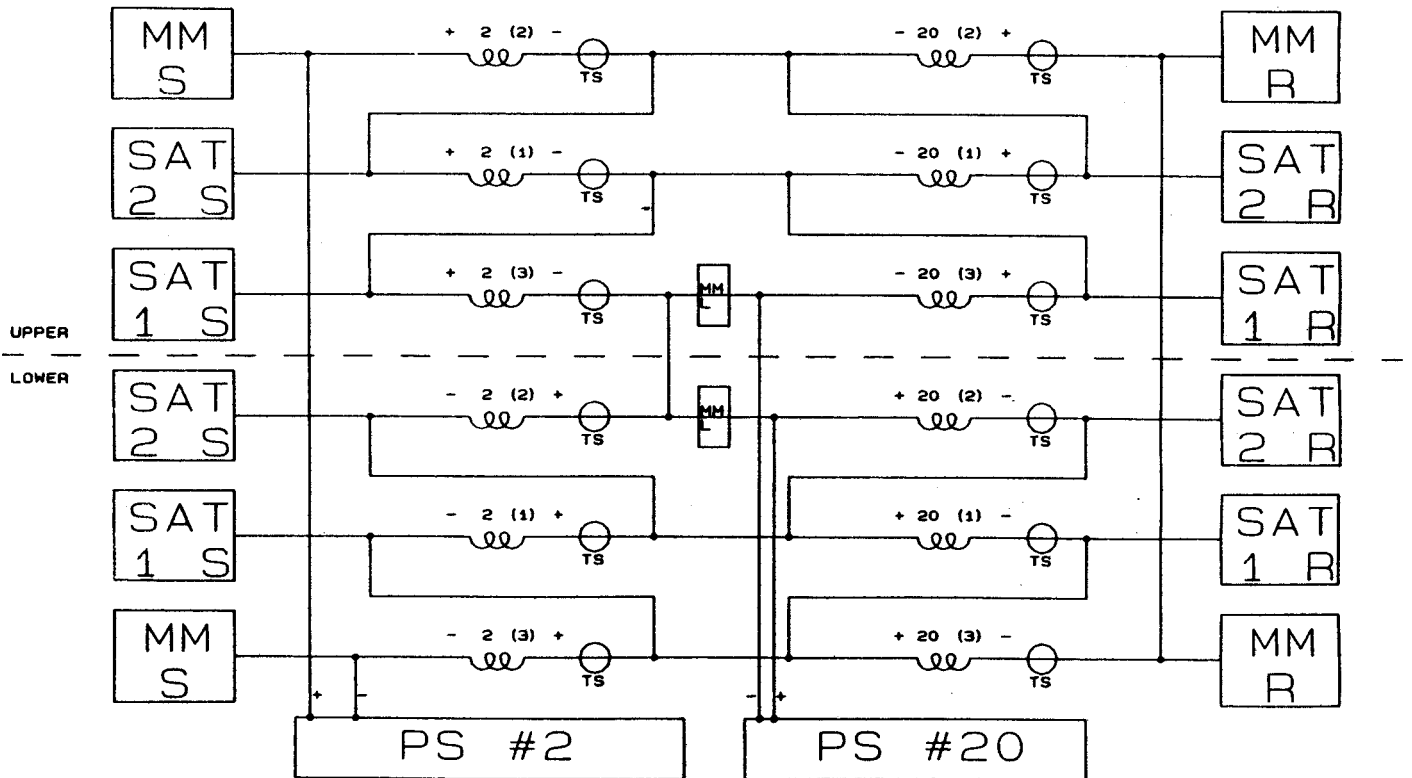 MM
S
+ 2 (2) -
TS
- 20 (2) +
TS
MM
R
SAT
2 S
+ 2 (1) -
TS
-
- 20 (1) +
TS
SAT
2 R
SAT
1 S
+ 2 (3) -
TS
MM
L
- 20 (3) +
TS
SAT
1 R
UPPER
LOWER
SAT
2 S
- 2 (2) +
TS
MM
L
+ 20 (2) -
TS
SAT
2 R
SAT
1 S
- 2 (1) +
TS
+ 20 (1) -
TS
SAT
1 R
MM
S
- 2 (3) +
TS
+ 20 (3) -
TS
MM
R
+ -
- +
PS #2
PS #20